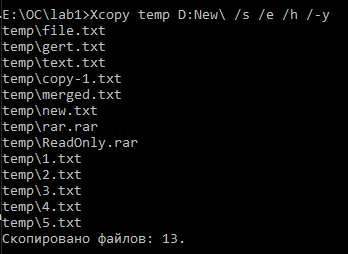 E:\OC\lab1>Xcopy temp D:New\ /s /e /h /-y
temp\file.txt
temp\gert.txt
temp\text.txt
temp\copy-1.txt
temp\merged.txt
temp\new.txt
temp\rar.rar
temp\ReadOnly.rar
temp\1.txt
temp\2.txt
temp\3.txt
temp\4.txt
temp\5.txt
Скопировано файлов: 13.